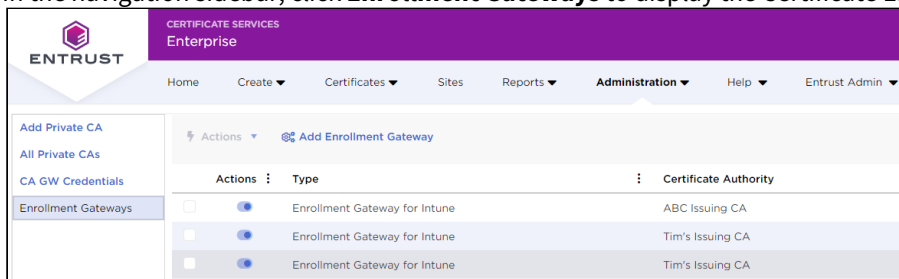 In the navigation sidebar, click Enrollment Gateways to display the Certificate
CERTIFICATE SERVICES
Enterprise
ENTRUST
Home Create Certificates Sites Reports Administration Help Entrust Admin
Add Private CA
All Private CAs
CA GW Credentials
Enrollment Gateways
Actions Add Enrollment Gateway
Actions Type Certificate Authority
Enrollment Gateway for Intune ABC Issuing CA
Enrollment Gateway for Intune Tim's Issuing CA
Enrollment Gateway for Intune Tim's Issuing CA